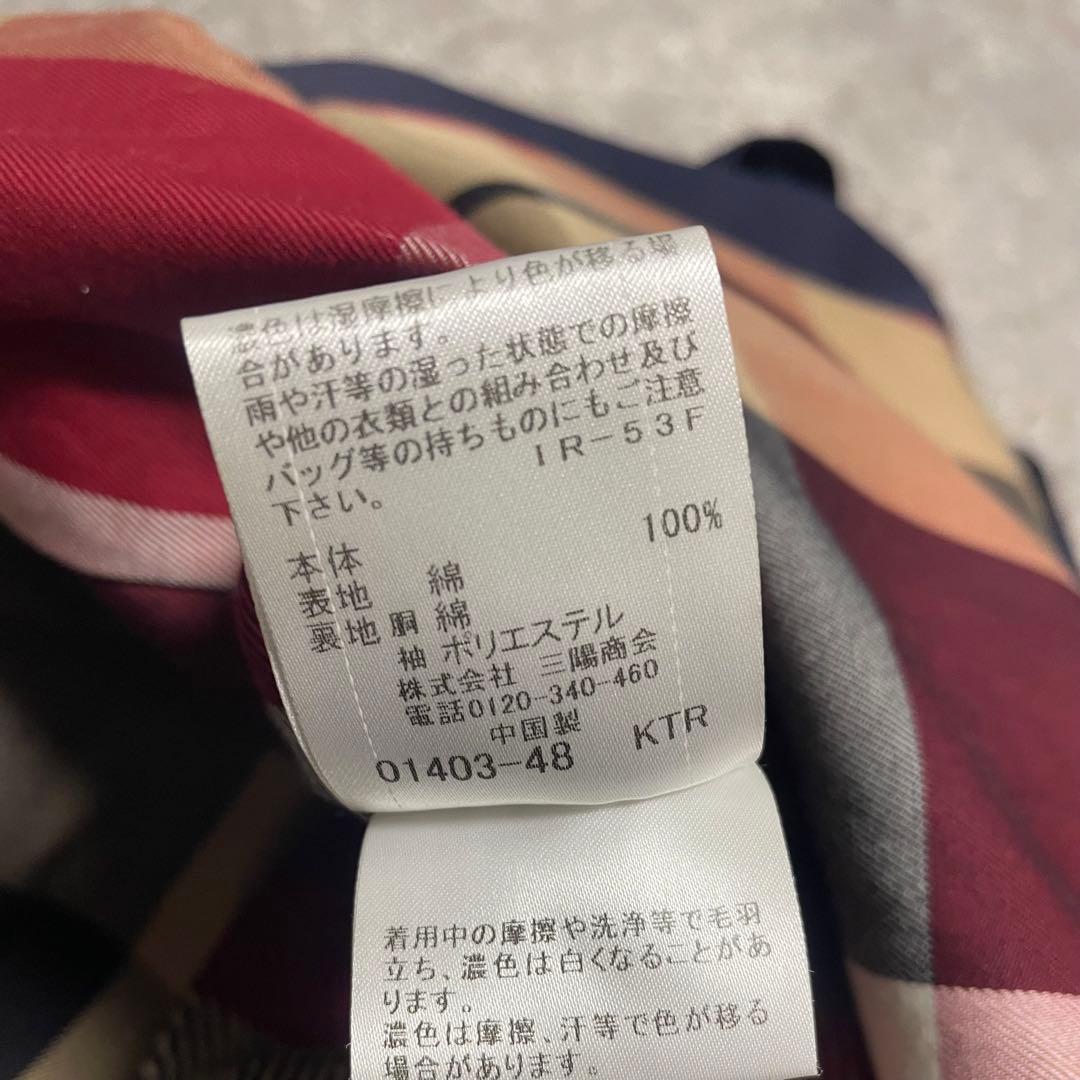 濃色は湿摩擦により色が移る場
合があります。
雨や汗等の湿った状態での摩擦
や他の衣類との組み合わせ及び
バッグ等の持ちものにもご注意
下さい。 IR-53F
本体
表地 綿 100%
裏地 胴 綿
袖 ポリエステル
株式会社 三陽商会
電話0120-340-460
中国製
01403-48 KTR
着用中の摩擦や洗浄等で毛羽
立ち、濃色は白くなることがあ
ります。
濃色は摩擦、汗等で色が移る
場合があります。